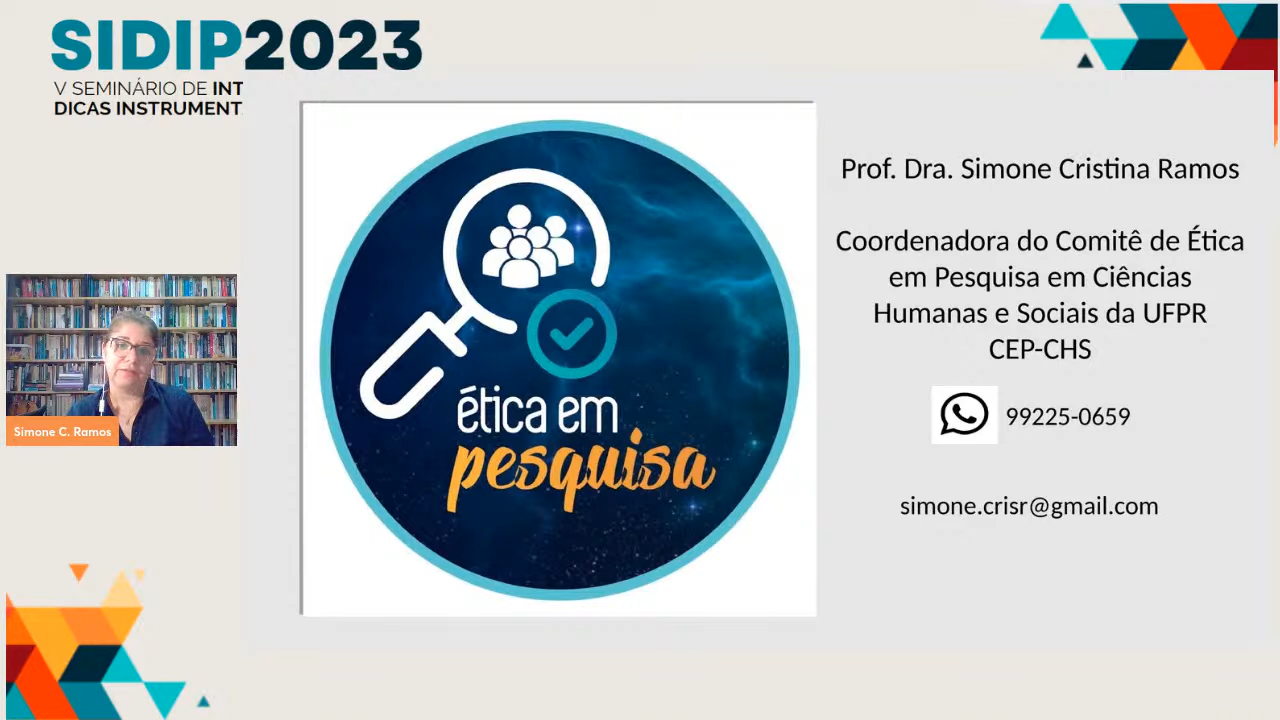 SIDIP2023
V SEMINÁRIO DE INT
DICAS INSTRUMENT
Prof. Dra. Simone Cristina Ramos
Coordenadora do Comitê de Ética
em Pesquisa em Ciências
Humanas e Sociais da UFPR
CEP-CHS
99225-0659
simone.crisr@gmail.com
ética em
pesquisa
Simone C. Ramos